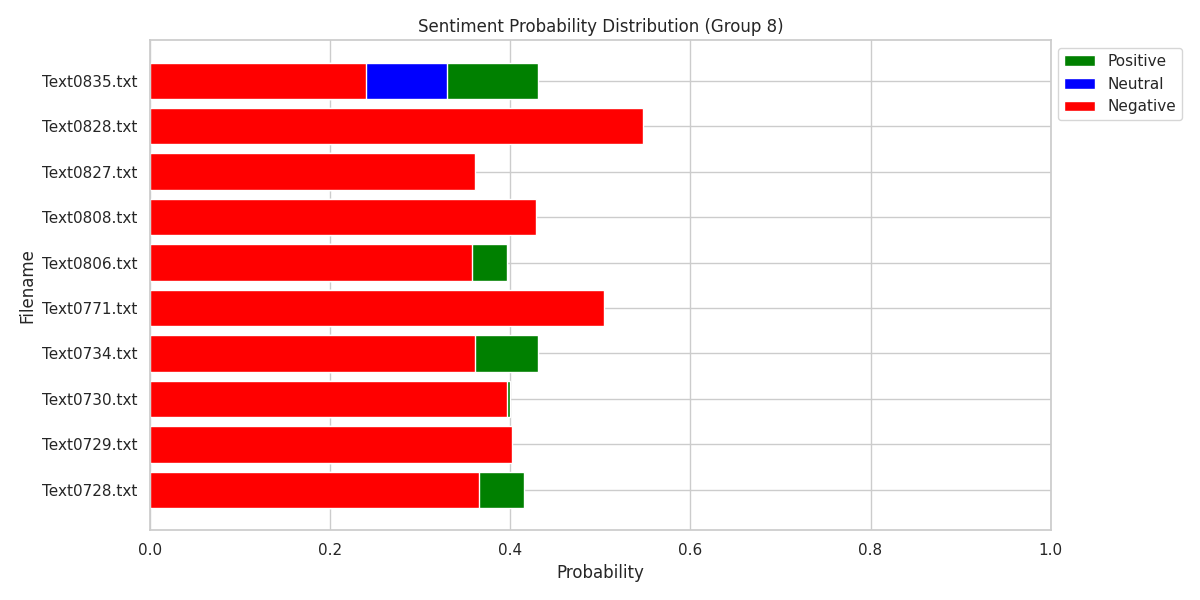 Sentiment Probability Distribution (Group 8)
Positive
Neutral
Negative
Filename
Text0835.txt
Text0828.txt
Text0827.txt
Text0808.txt
Text0806.txt
Text0771.txt
Text0734.txt
Text0730.txt
Text0729.txt
Text0728.txt
0.0 0.2 0.4 0.6 0.8 1.0
Probability